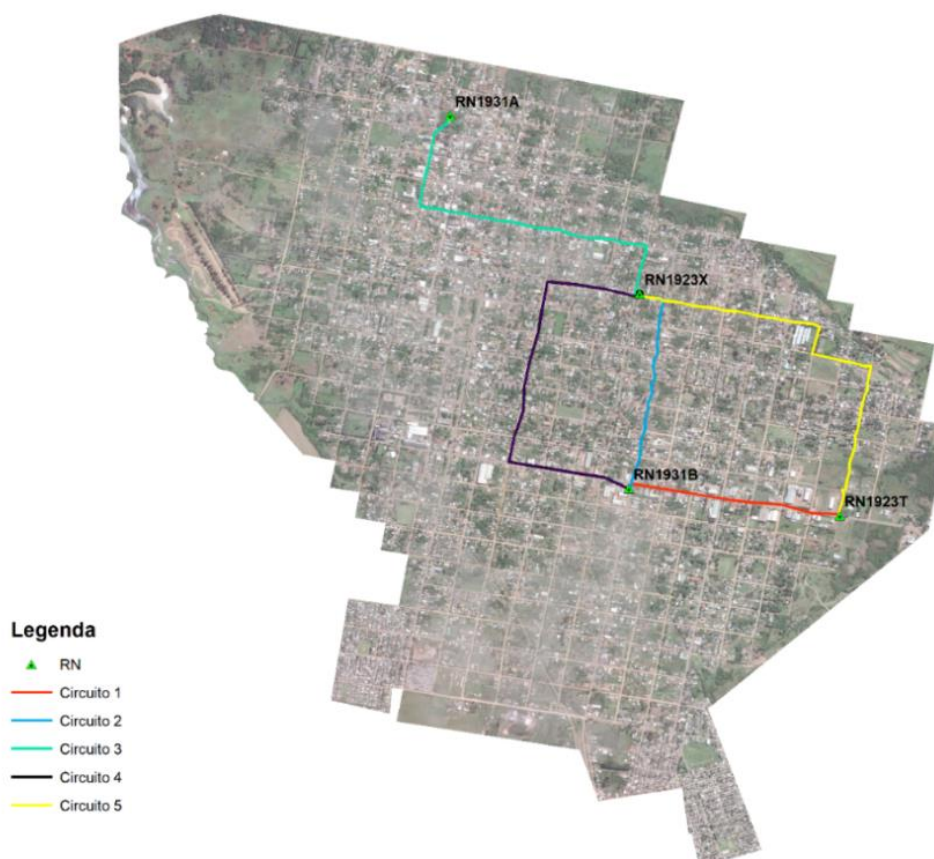 RN1931A
RN1923X
RN1931B
RN1923T
Legenda
RN
Circuito 1
Circuito 2
Circuito 3
Circuito 4
Circuito 5